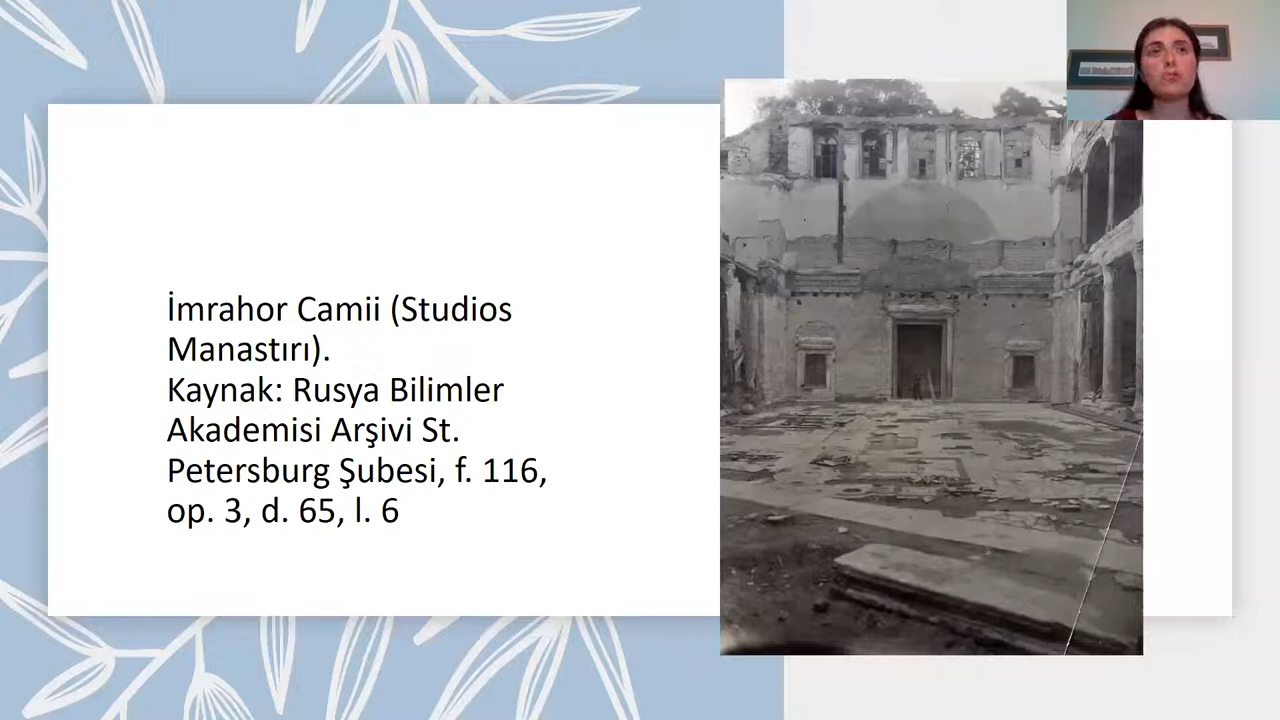 İmrahor Camii (Studios
Manastırı).
Kaynak: Rusya Bilimler
Akademisi Arşivi St.
Petersburg Şubesi, f. 116,
op. 3, d. 65, l. 6